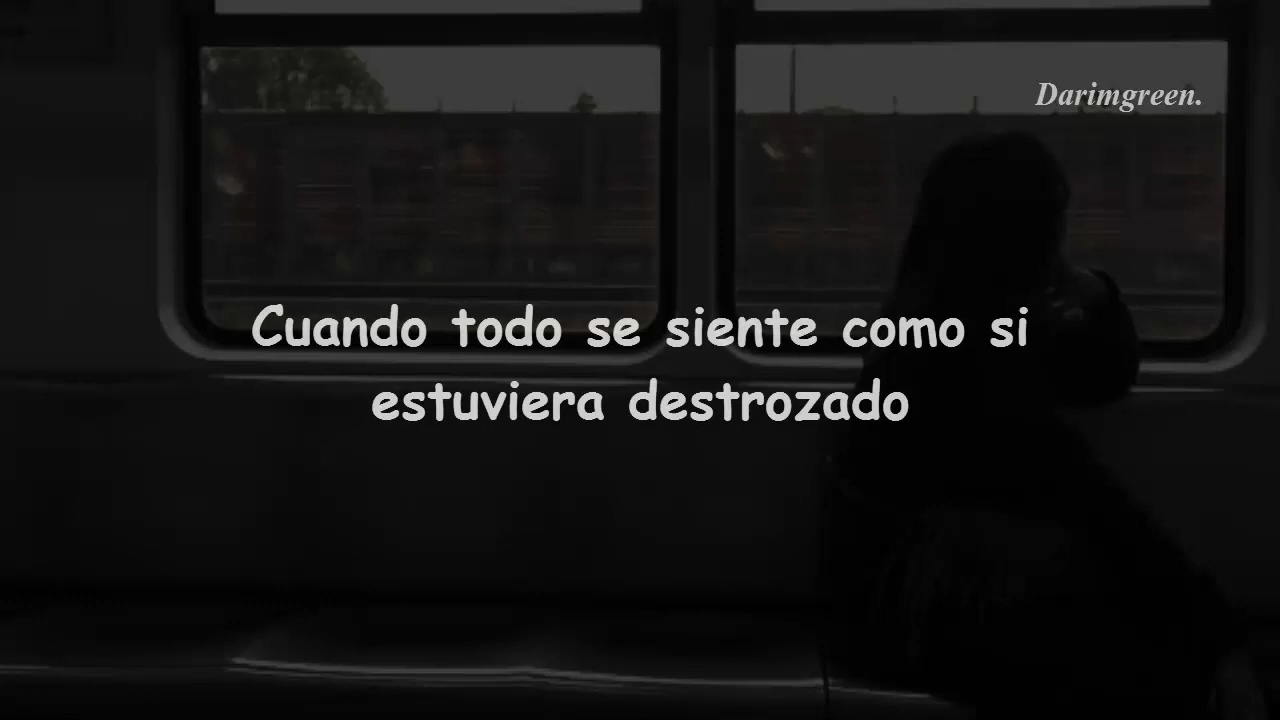 Darimgreen.
Cuando todo se siente como si
estuviera destrozado